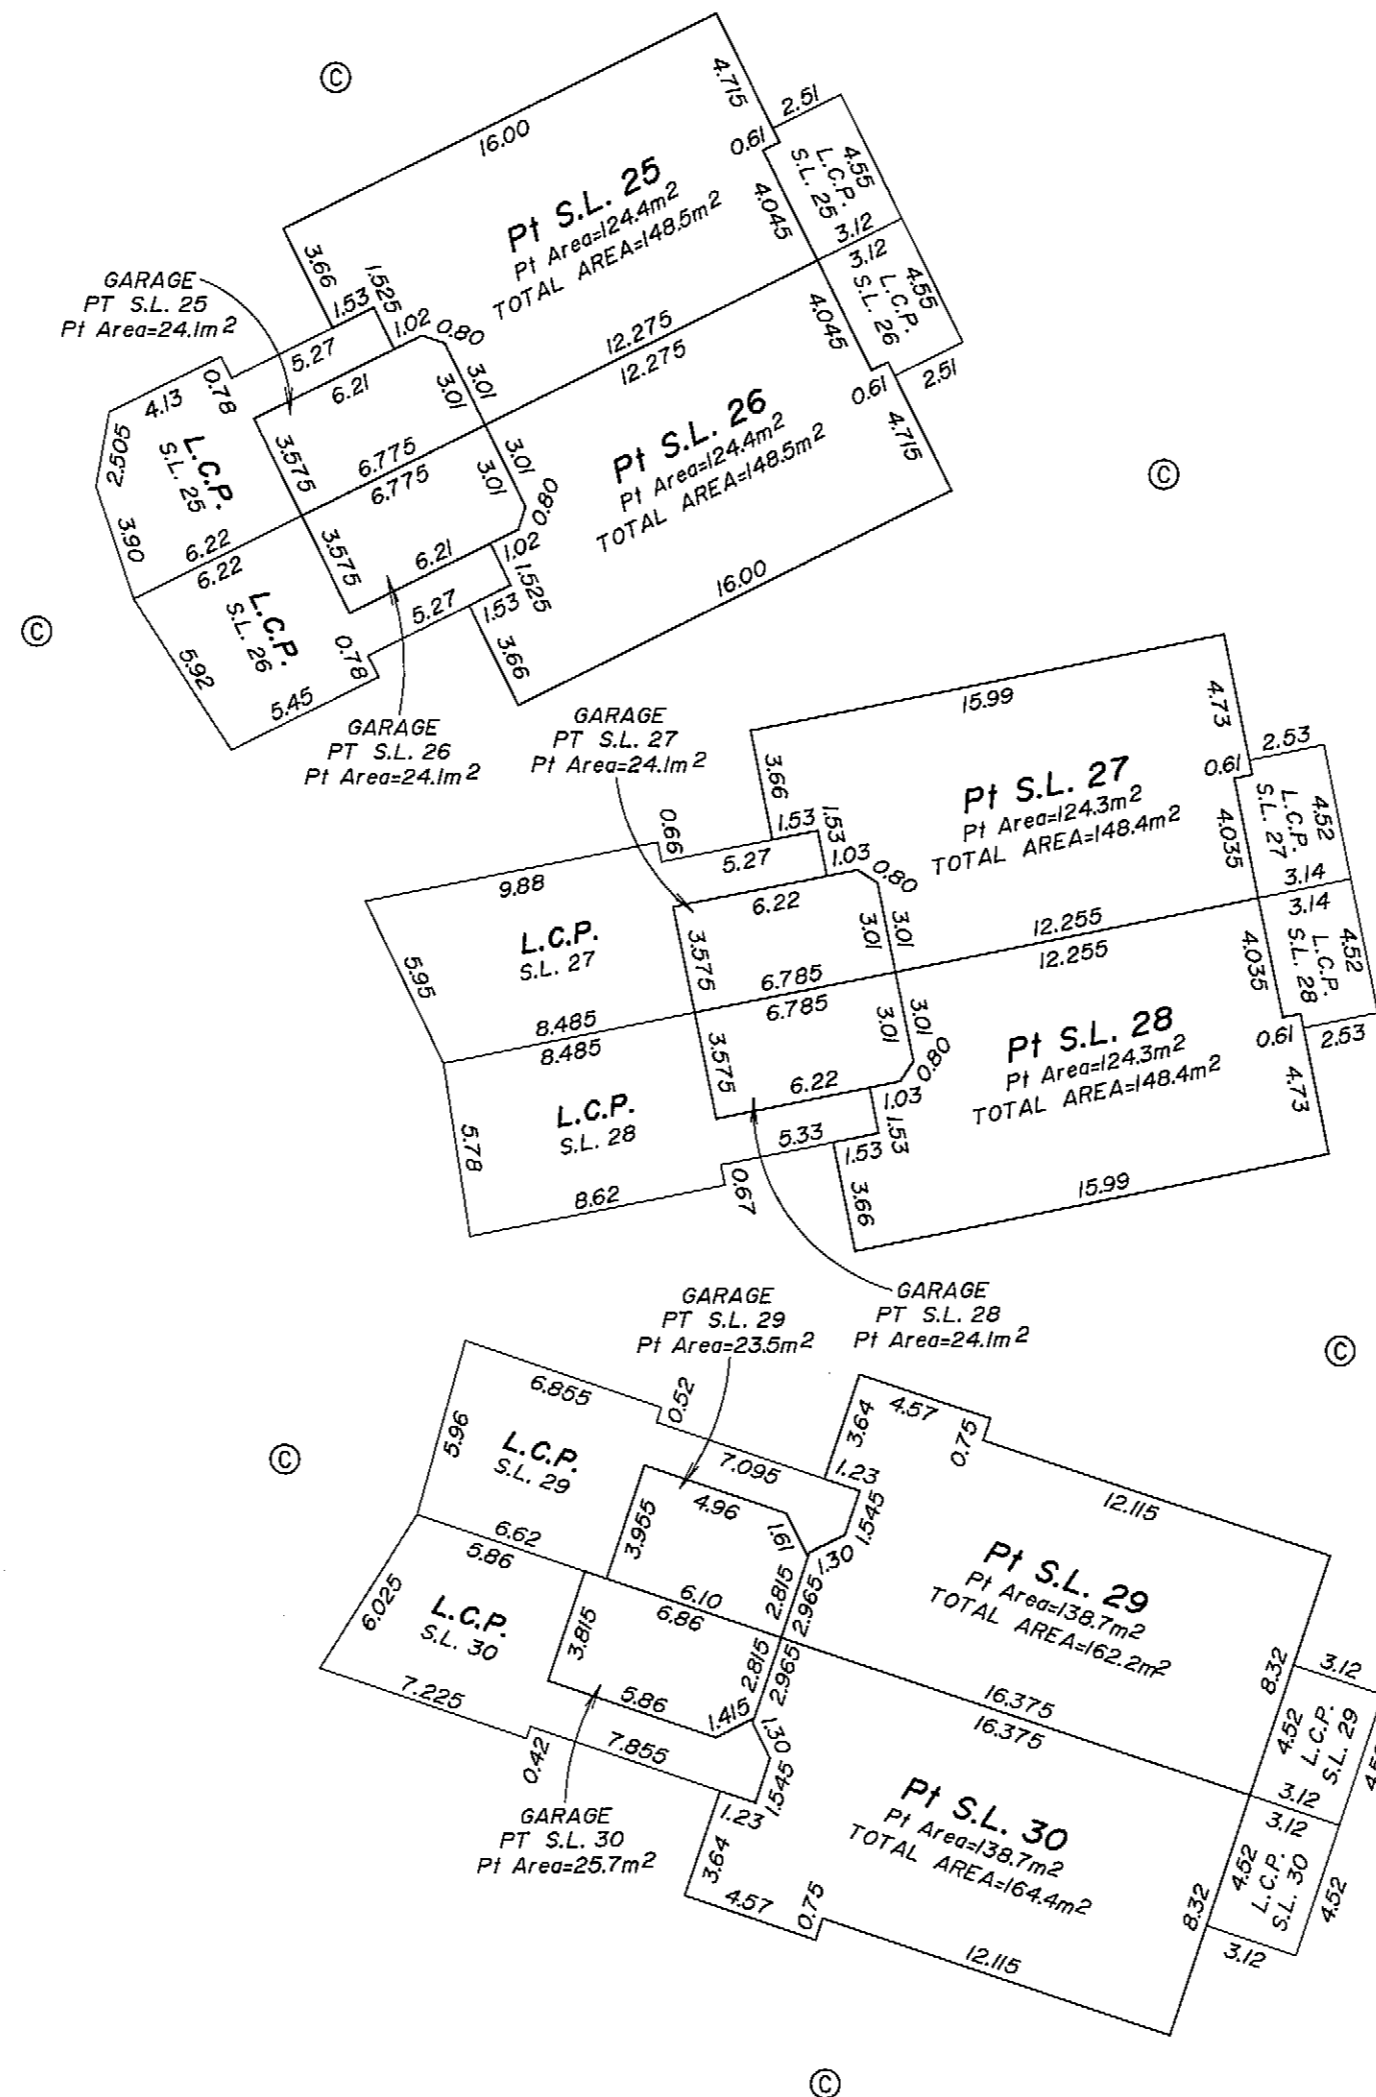 ©
16.00
4.715
2.51
0.61
4.55
L.C.P.
S.L. 25
Pt S.L. 25
Pt Area=124.4m²
TOTAL AREA=148.5m²
4.045
3.12
3.12
3.66
1.525
1.53
GARAGE
PT S.L. 25
Pt Area=24.1m²
1.02
0.80
5.27
12.275
12.275
4.045
4.55
L.C.P.
S.L. 26
0.61
2.51
4.13
0.78
6.21
3.01
3.01
2.505
L.C.P.
S.L. 25
3.575
6.775
6.775
3.01
3.01
Pt S.L. 26
Pt Area=124.4m²
TOTAL AREA=148.5m²
4.715
©
3.90
6.22
6.22
3.575
6.21
0.80
1.02
1.525
16.00
©
L.C.P.
S.L. 26
5.27
1.53
3.66
5.92
0.78
5.45
GARAGE
PT S.L. 26
Pt Area=24.1m²
GARAGE
PT S.L. 27
Pt Area=24.1m²
15.99
4.73
2.53
3.66
0.61
Pt S.L. 27
Pt Area=124.3m²
TOTAL AREA=148.4m²
4.52
L.C.P.
S.L. 27
4.035
0.66
1.53
1.53
5.27
1.03
0.80
9.88
6.22
3.14
3.14
L.C.P.
S.L. 27
5.95
3.575
3.01
3.01
12.255
12.255
6.785
6.785
8.485
8.485
4.035
4.52
L.C.P.
S.L. 28
3.575
3.01
3.01
Pt S.L. 28
Pt Area=124.3m²
TOTAL AREA=148.4m²
0.61
2.53
4.73
L.C.P.
S.L. 28
5.78
6.22
0.80
1.03
1.53
5.33
1.53
8.62
0.67
3.66
15.99
GARAGE
PT S.L. 28
Pt Area=24.1m²
GARAGE
PT S.L. 29
Pt Area=23.5m²
©
6.855
0.52
3.64
4.57
0.75
5.96
L.C.P.
S.L. 29
©
7.095
1.23
1.545
12.115
4.96
3.955
1.61
1.30
6.62
5.86
2.815
2.965
Pt S.L. 29
Pt Area=138.7m²
TOTAL AREA=162.2m²
6.10
6.86
6.025
L.C.P.
S.L. 30
3.815
2.815
2.965
8.32
3.12
16.375
16.375
4.52
L.C.P.
S.L. 29
7.225
5.86
1.415
1.30
1.545
3.12
3.12
0.42
7.855
1.23
Pt S.L. 30
Pt Area=138.7m²
TOTAL AREA=164.4m²
GARAGE
PT S.L. 30
Pt Area=25.7m²
3.64
4.57
0.75
4.52
L.C.P.
S.L. 30
4.52
8.32
3.12
12.115
©